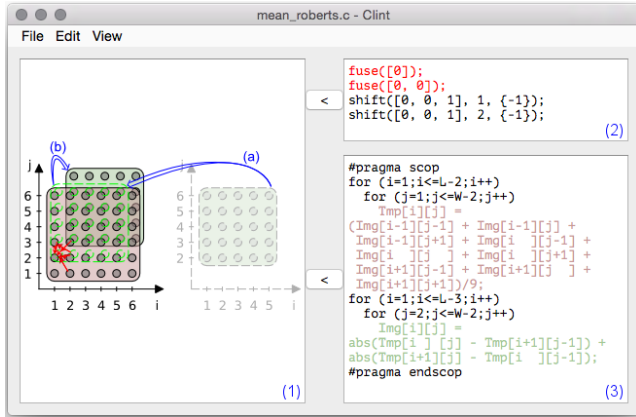 mean_roberts.c - Clint
File Edit View
(b)
(a)
j
j
6
5
4
3
2
1
1 2 3 4 5 6 i
6
5
4
3
2
1 2 3 4 5 6 i
(1)
<
<
fuse([0]);
fuse([0, 0]);
shift([0, 0, 1], 1, {-1});
shift([0, 0, 1], 2, {-1});
(2)
#pragma scop
for (i=1;i<=L-2;i++)
for (j=1;j<=W-2;j++)
Tmp[i][j] =
(Img[i-1][j-1] + Img[i-1][j] +
Img[i-1][j+1] + Img[i  ][j-1] +
Img[i  ][j  ] + Img[i  ][j+1] +
Img[i+1][j-1] + Img[i+1][j  ] +
Img[i+1][j+1])/9;
for (i=1;i<=L-3;i++)
for (j=2;j<=W-2;j++)
Img[i][j] =
abs(Tmp[i ] [j] - Tmp[i+1][j-1]) +
abs(Tmp[i+1][j] - Tmp[i  ][j-1]);
#pragma endscop
(3)